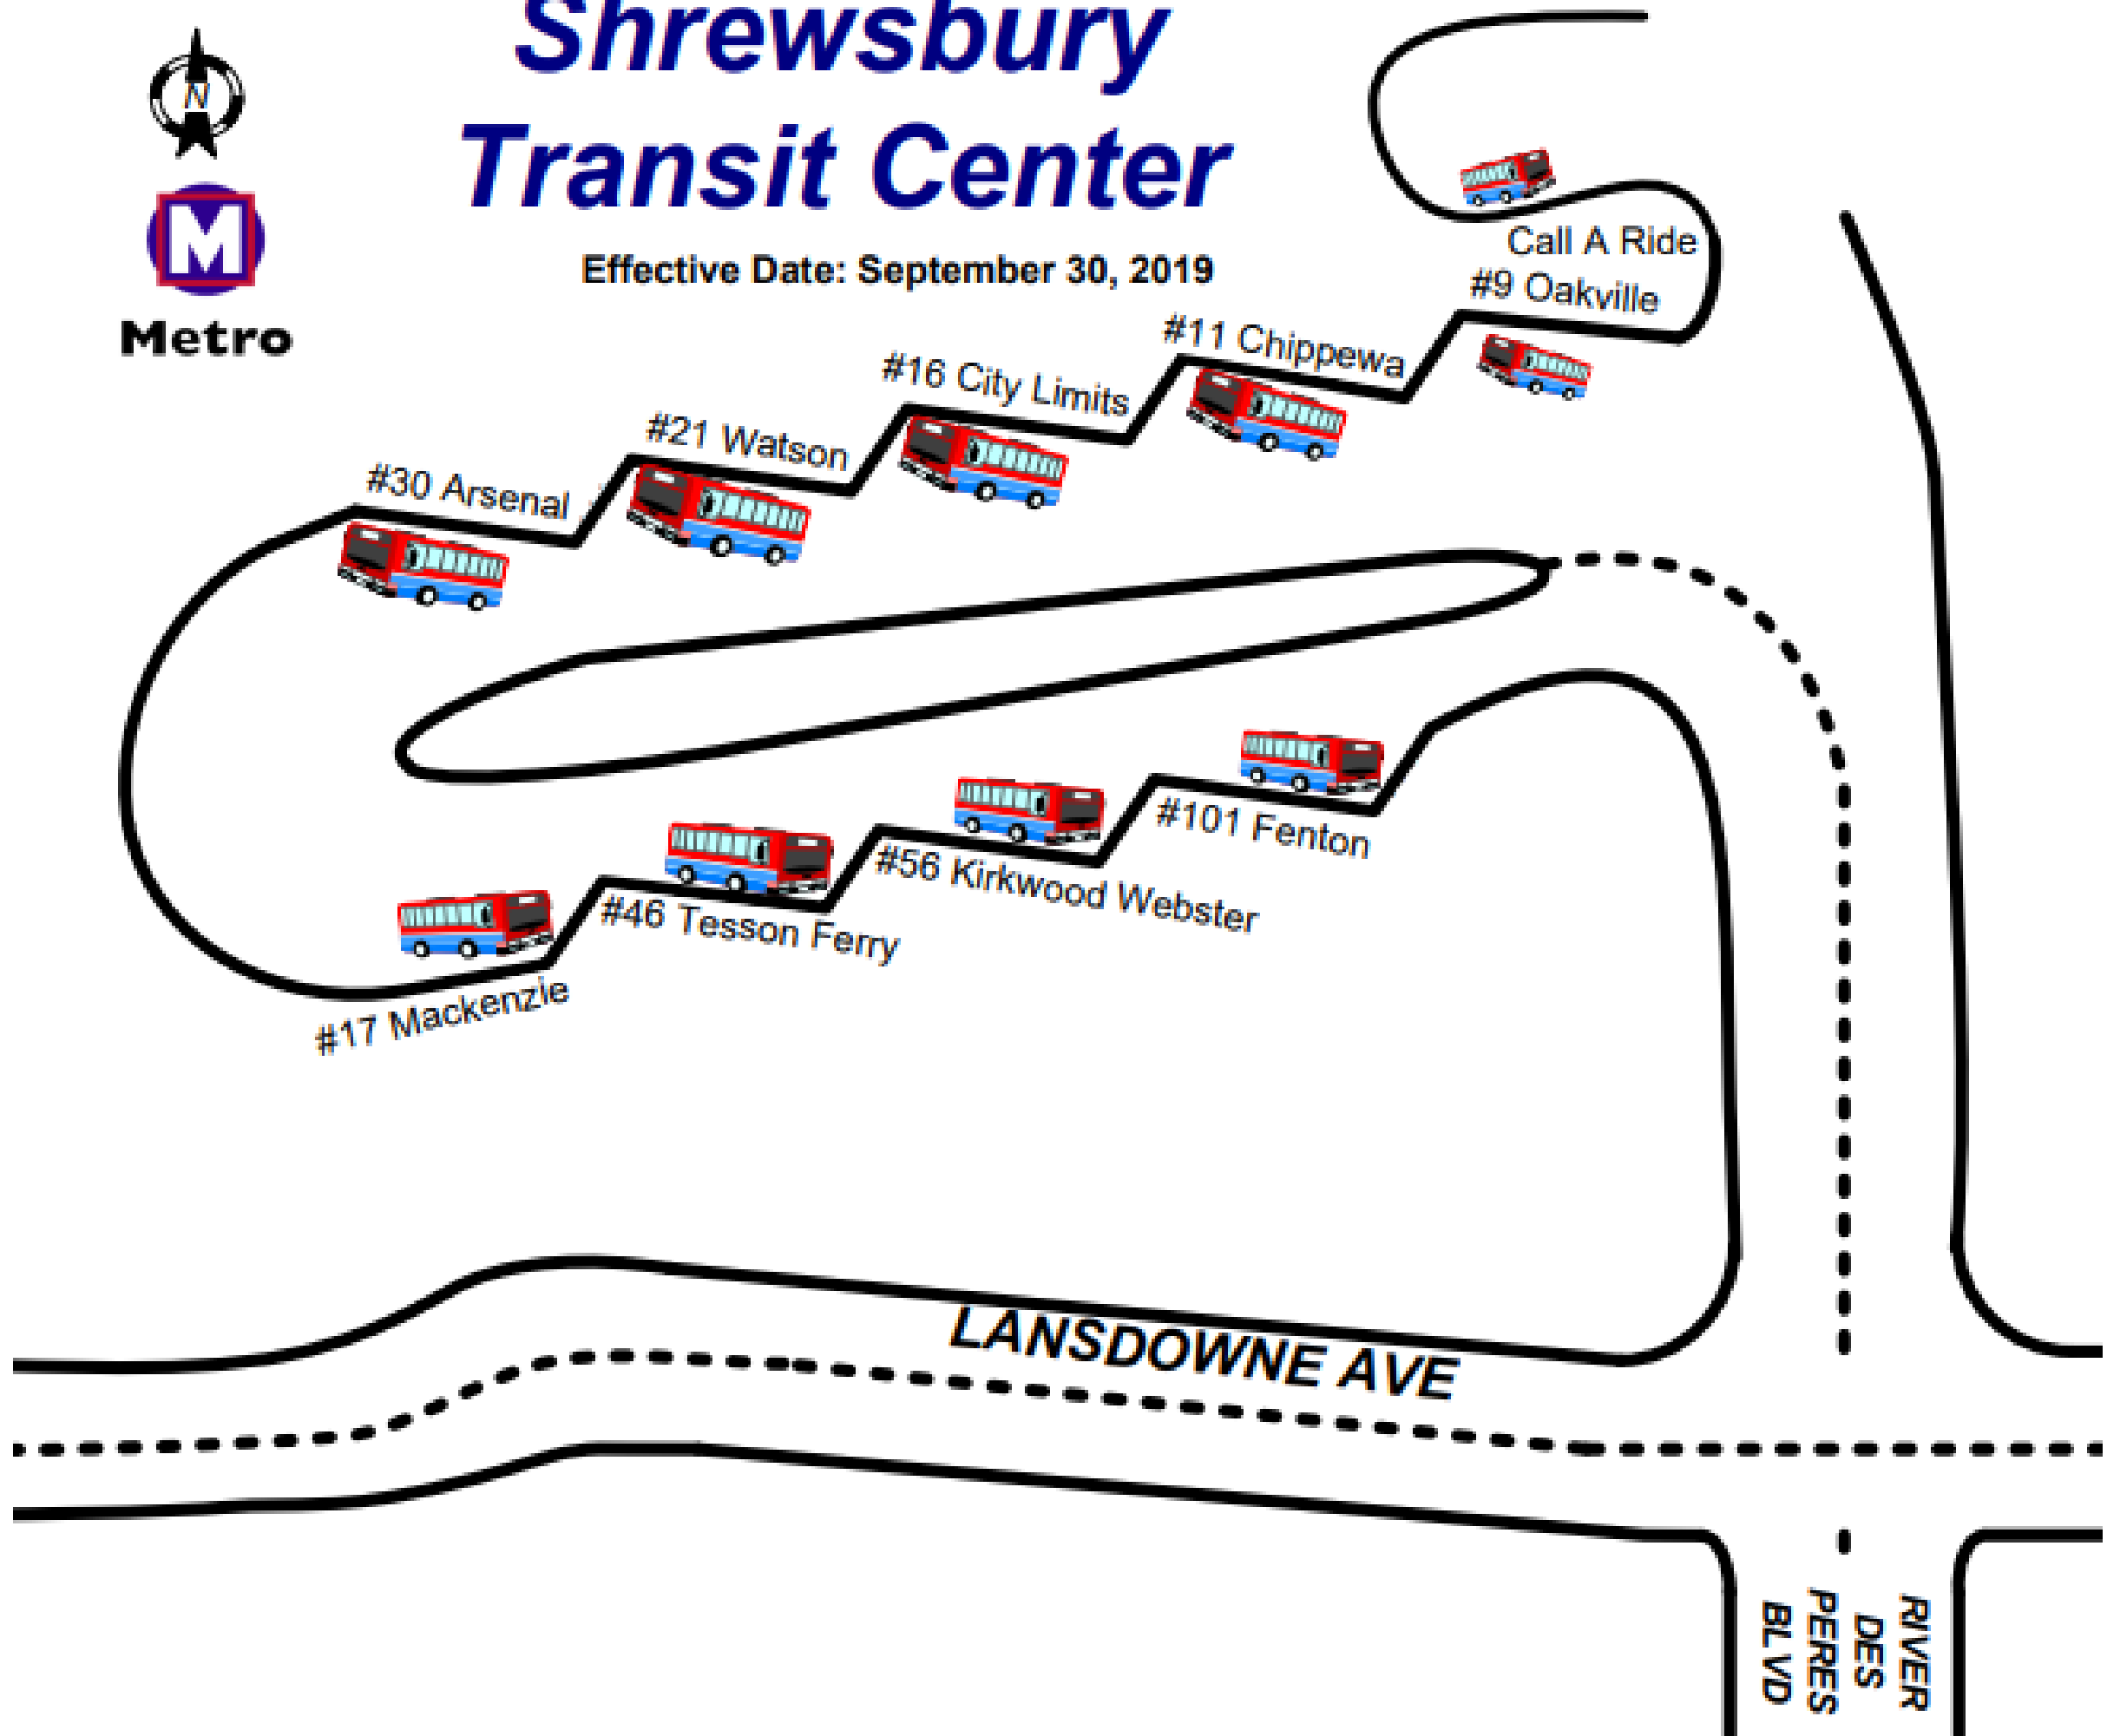 Shrewsbury
Transit Center
Effective Date: September 30, 2019
N
M
Metro
Call A Ride
#9 Oakville
#11 Chippewa
#16 City Limits
#21 Watson
#30 Arsenal
#101 Fenton
#56 Kirkwood Webster
#46 Tesson Ferry
#17 Mackenzie
LANSDOWNE AVE
RIVER
DES
PERES
BLVD